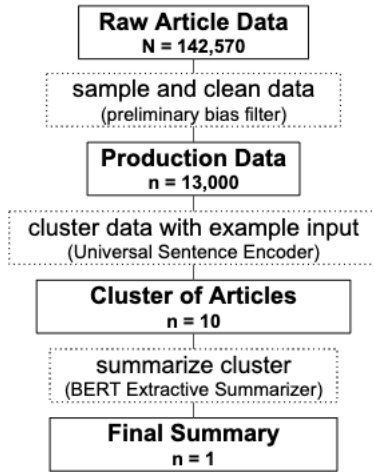 Raw Article Data
N = 142,570
sample and clean data
(preliminary bias filter)
Production Data
n = 13,000
cluster data with example input
(Universal Sentence Encoder)
Cluster of Articles
n = 10
summarize cluster
(BERT Extractive Summarizer)
Final Summary
n = 1